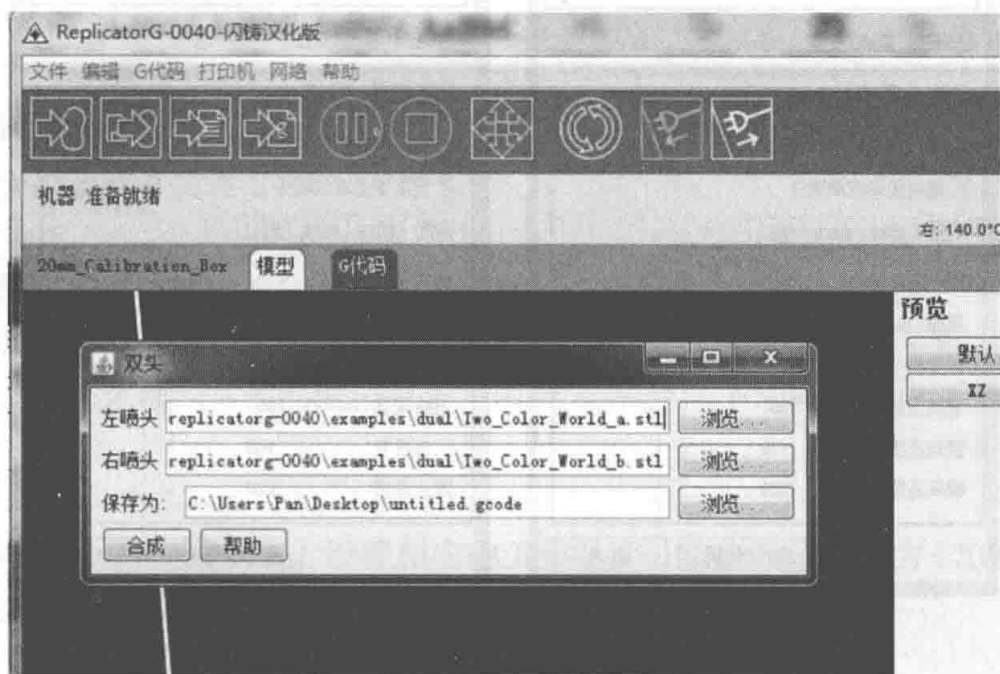 ReplicatorG-0040-闪铸汉化版
文件 编辑 G代码 打印机 网络 帮助
机器 准备就绪
右: 140.0°C
20mm_Calibration_Box 模型 G代码
预览
双头
默认
左喷头 replicatorg-0040\examples\dual\Two_Color_World_a.stl 浏览...
XZ
右喷头 replicatorg-0040\examples\dual\Two_Color_World_b.stl 浏览...
保存为: C:\Users\Pan\Desktop\untitled.gcode 浏览...
合成 帮助